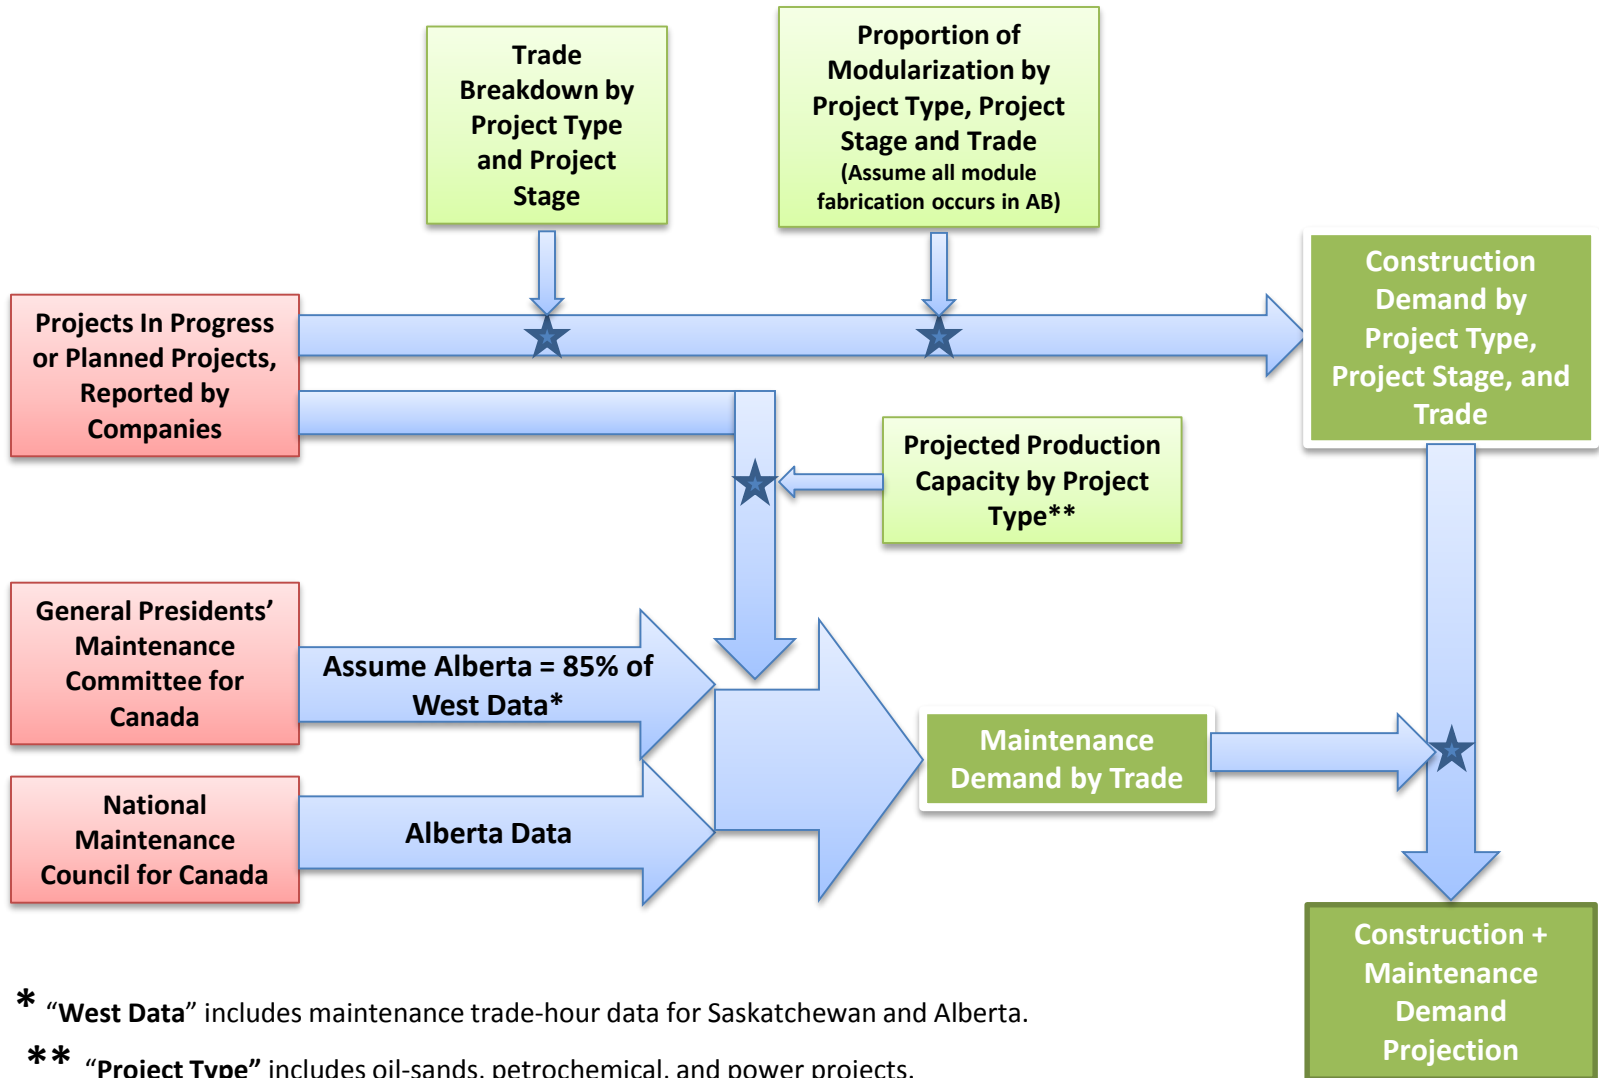 Trade
Breakdown by
Project Type
and Project
Stage
Proportion of
Modularization by
Project Type, Project
Stage and Trade
(Assume all module
fabrication occurs in AB)
Projects In Progress
or Planned Projects,
Reported by
Companies
Construction
Demand by
Project Type,
Project Stage, and
Trade
Projected Production
Capacity by Project
Type**
General Presidents’
Maintenance
Committee for
Canada
Assume Alberta = 85% of
West Data*
National
Maintenance
Council for Canada
Alberta Data
Maintenance
Demand by Trade
Construction +
Maintenance
Demand
Projection
* “West Data” includes maintenance trade-hour data for Saskatchewan and Alberta.
** “Project Type" includes oil-sands, petrochemical, and power projects.